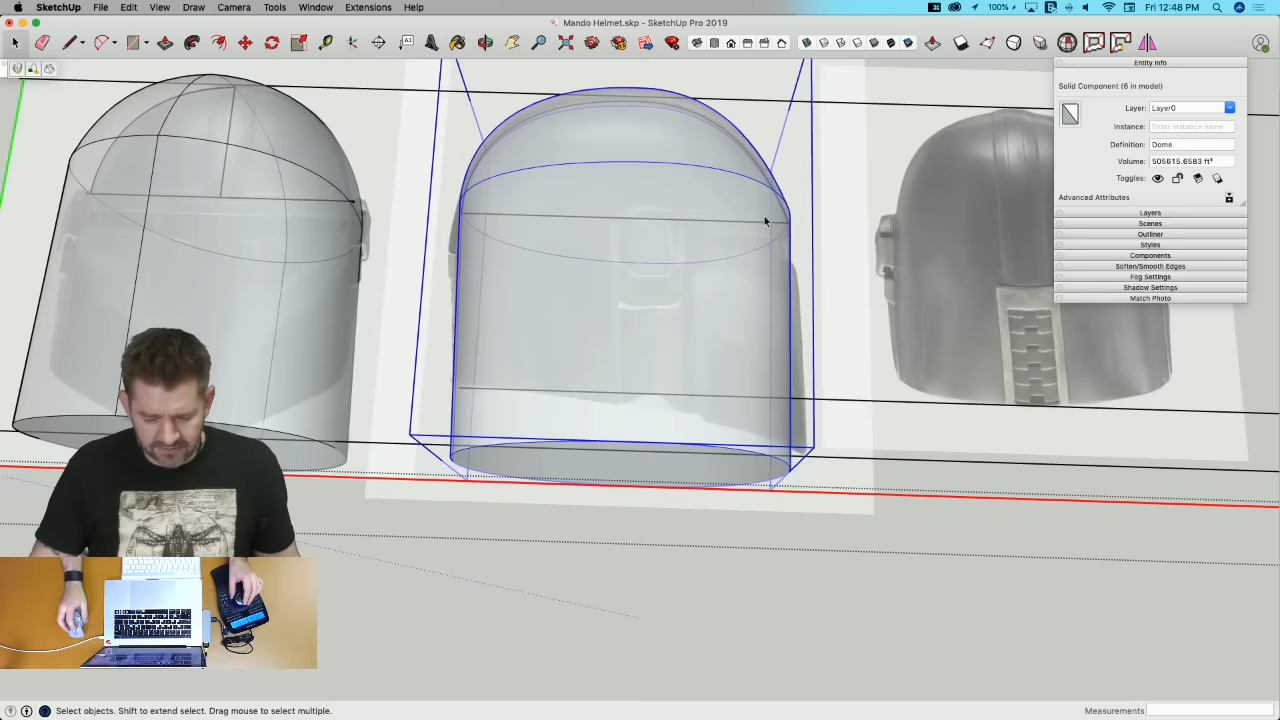 SketchUp File Edit View Draw Camera Tools Window Extensions Help
100% Fri 12:48 PM
Mando Helmet.skp - SketchUp Pro 2019
Entity Info
Solid Component (6 in model)
Layer: Layer0
Instance: Enter instance name
Definition: Dome
Volume: 505615.6583 ft³
Toggles:
Advanced Attributes
Layers
Scenes
Outliner
Styles
Components
Soften/Smooth Edges
Fog Settings
Shadow Settings
Match Photo
Select objects. Shift to extend select. Drag mouse to select multiple.
Measurements